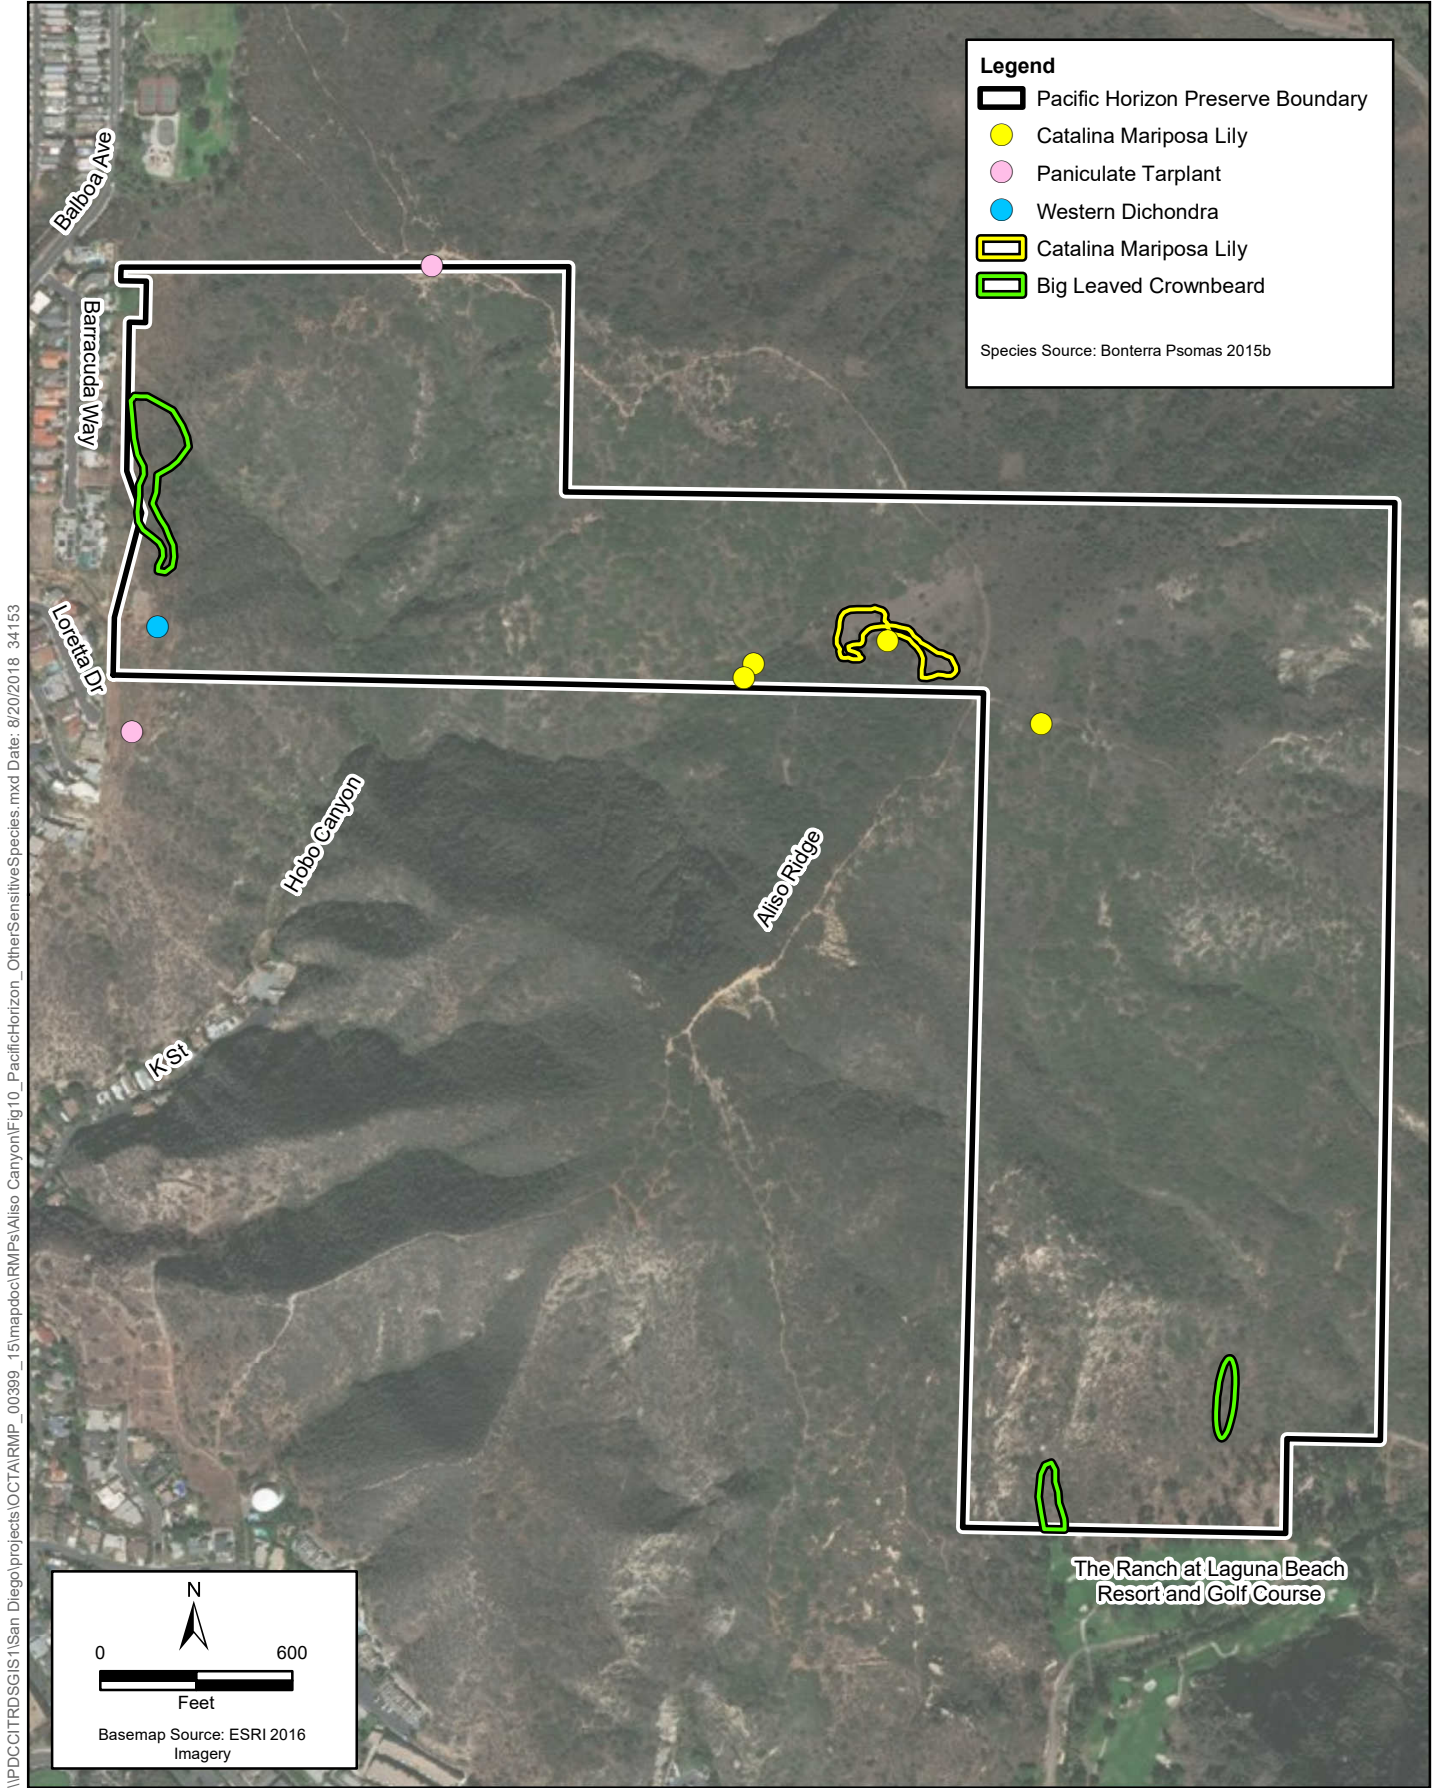 Legend
Pacific Horizon Preserve Boundary
Catalina Mariposa Lily
Paniculate Tarplant
Western Dichondra
Catalina Mariposa Lily
Big Leaved Crownbeard
Species Source: Bonterra Psomas 2015b
Balboa Ave
Barracuda Way
Loretta Dr
Hobo Canyon
Aliso Ridge
K St
The Ranch at Laguna Beach
Resort and Golf Course
N
0 600
Feet
Basemap Source: ESRI 2016
Imagery
\\PDCCITRDSGIS1\San Diego\projects\OCTA\RMP_00399_15\mapdoc\RMPs\Aliso Canyon\Fig10_PacificHorizon_OtherSensitiveSpecies.mxd Date: 8/20/2018 34153